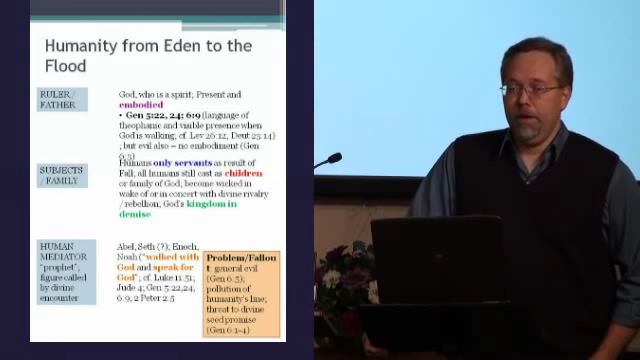 Humanity from Eden to the
Flood
RULER /
FATHER
God, who is a spirit; Present and
embodied
• Gen 5:22, 24; 6:9 (language of
theophanic and visible presence when
God is walking; cf. Lev 26:12; Deut 23:14)
; but evil also – no embodiment (Gen
6:3)
SUBJECTS
/ FAMILY
Humans only servants as result of
Fall; all humans still cast as children
or family of God; become wicked in
wake of or in concert with divine rivalry
/ rebellion; God's kingdom in
demise
HUMAN
MEDIATOR
"prophet",
figure called
by divine
encounter
Abel, Seth (?); Enoch,
Noah ("walked with
God and speak for
God"; cf. Luke 11:51;
Jude 4; Gen 5:22,24;
6:9, 2 Peter 2:5
Problem/Fallou
t: general evil
(Gen 6:5);
pollution of
humanity's line;
threat to divine
seed promise
(Gen 6:1-4)